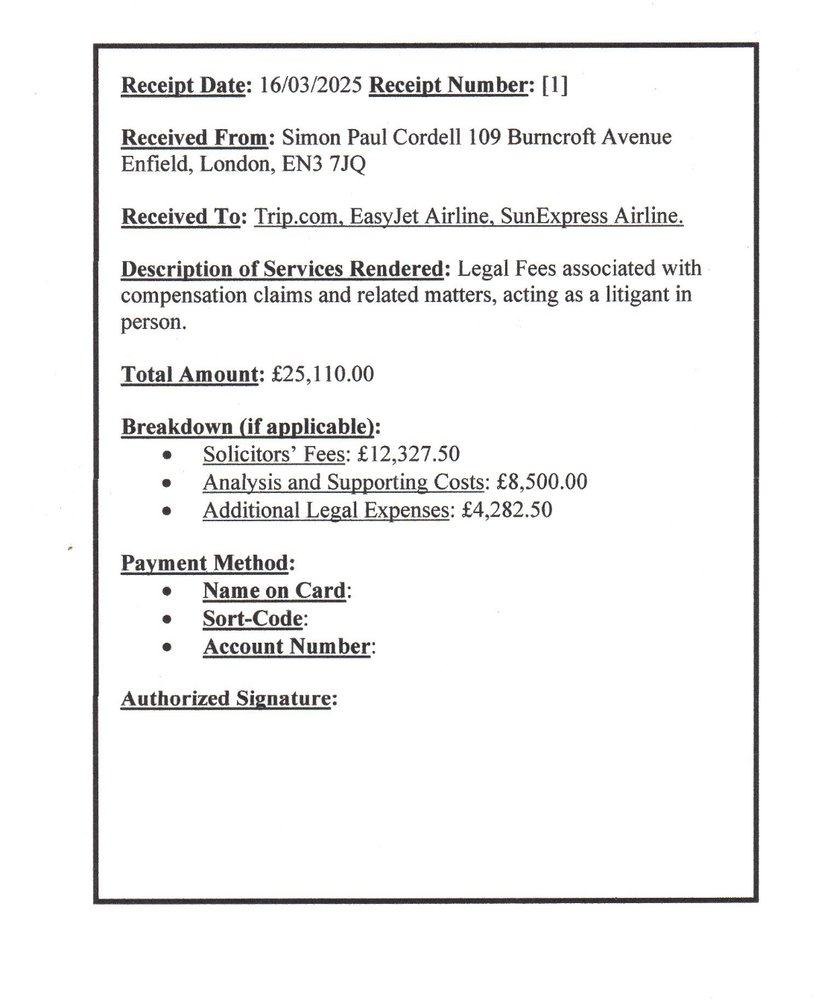 Receipt Date: 16/03/2025 Receipt Number: [1]
Received From: Simon Paul Cordell 109 Burncroft Avenue
Enfield, London, EN3 7JQ
Received To: Trip.com, EasyJet Airline, SunExpress Airline.
Description of Services Rendered: Legal Fees associated with
compensation claims and related matters, acting as a litigant in
person.
Total Amount: £25,110.00
Breakdown (if applicable):
• Solicitors’ Fees: £12,327.50
• Analysis and Supporting Costs: £8,500.00
• Additional Legal Expenses: £4,282.50
Payment Method:
• Name on Card:
• Sort-Code:
• Account Number:
Authorized Signature: